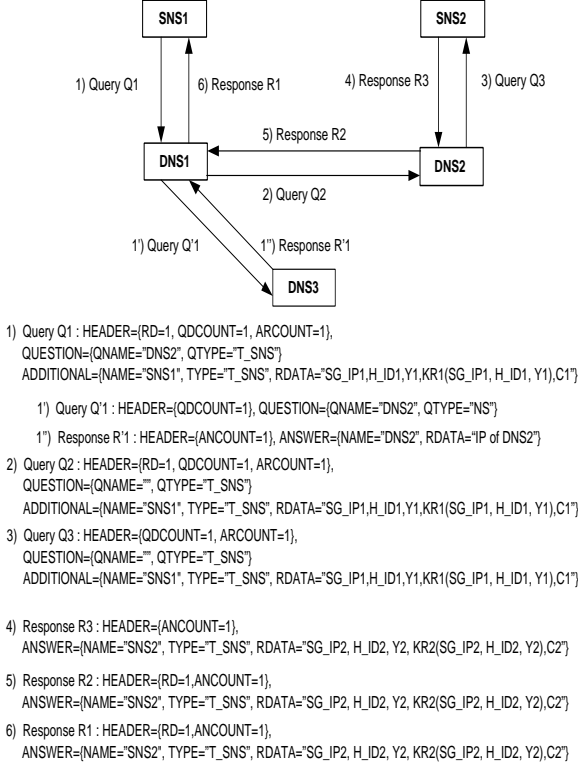 SNS1
SNS2
1) Query Q1
6) Response R1
4) Response R3
3) Query Q3
5) Response R2
DNS1
DNS2
2) Query Q2
1') Query Q'1
1'') Response R'1
DNS3
1) Query Q1 : HEADER={RD=1, QDCOUNT=1, ARCOUNT=1},
QUESTION={QNAME=”DNS2”, QTYPE=”T_SNS”}
ADDITIONAL={NAME=”SNS1", TYPE=”T_SNS”, RDATA=”SG_IP1,H_ID1,Y1,KR1(SG_IP1, H_ID1, Y1),C1”}
1') Query Q'1 : HEADER={QDCOUNT=1}, QUESTION={QNAME=”DNS2”, QTYPE=”NS”}
1'') Response R'1 : HEADER={ANCOUNT=1}, ANSWER={NAME=”DNS2”, RDATA=“IP of DNS2”}
2) Query Q2 : HEADER={RD=1, QDCOUNT=1, ARCOUNT=1},
QUESTION={QNAME=””, QTYPE=”T_SNS”}
ADDITIONAL={NAME=”SNS1", TYPE=”T_SNS”, RDATA=”SG_IP1,H_ID1,Y1,KR1(SG_IP1, H_ID1, Y1),C1”}
3) Query Q3 : HEADER={QDCOUNT=1, ARCOUNT=1},
QUESTION={QNAME=””, QTYPE=”T_SNS”}
ADDITIONAL={NAME=”SNS1", TYPE=”T_SNS”, RDATA=”SG_IP1,H_ID1,Y1,KR1(SG_IP1, H_ID1, Y1),C1”}
4) Response R3 : HEADER={ANCOUNT=1},
ANSWER={NAME=”SNS2”, TYPE=”T_SNS”, RDATA=”SG_IP2, H_ID2, Y2, KR2(SG_IP2, H_ID2, Y2),C2”}
5) Response R2 : HEADER={RD=1,ANCOUNT=1},
ANSWER={NAME=”SNS2”, TYPE=”T_SNS”, RDATA=”SG_IP2, H_ID2, Y2, KR2(SG_IP2, H_ID2, Y2),C2”}
6) Response R1 : HEADER={RD=1,ANCOUNT=1},
ANSWER={NAME=”SNS2”, TYPE=”T_SNS”, RDATA=”SG_IP2, H_ID2, Y2, KR2(SG_IP2, H_ID2, Y2),C2”}